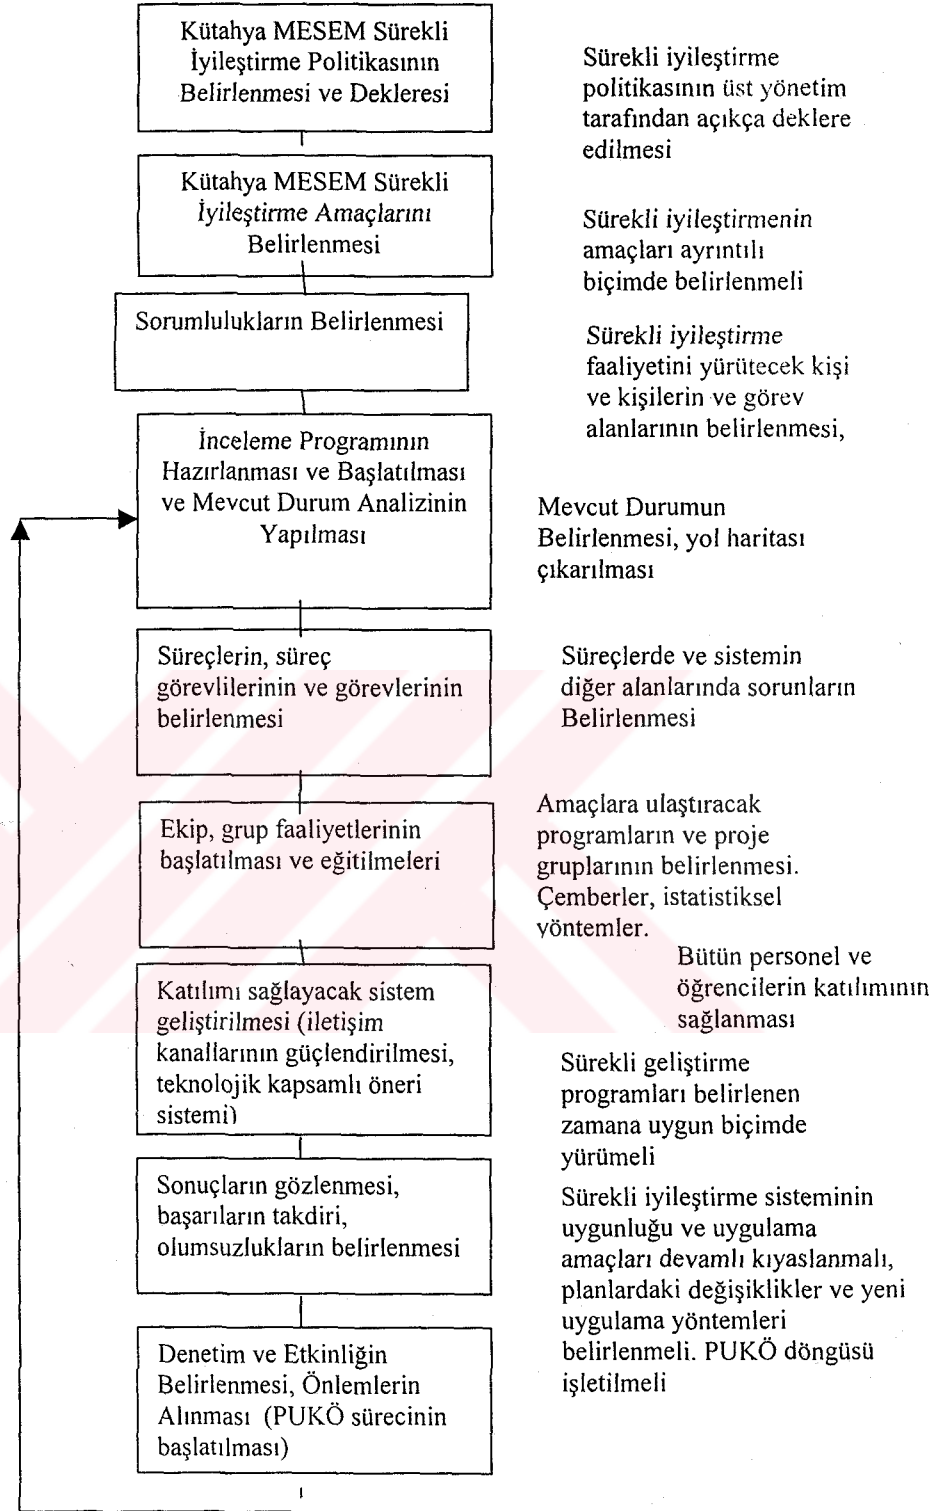 Kütahya MESEM Sürekli
İyileştirme Politikasının
Belirlenmesi ve Dekleresi
Sürekli iyileştirme
politikasının üst yönetim
tarafından açıkça deklere
edilmesi
Kütahya MESEM Sürekli
İyileştirme Amaçlarını
Belirlenmesi
Sürekli iyileştirmenin
amaçları ayrıntılı
biçimde belirlenmeli
Sorumlulukların Belirlenmesi
Sürekli iyileştirme
faaliyetini yürütecek kişi
ve kişilerin ve görev
alanlarının belirlenmesi,
İnceleme Programının
Hazırlanması ve Başlatılması
ve Mevcut Durum Analizinin
Yapılması
Mevcut Durumun
Belirlenmesi, yol haritası
çıkarılması
Süreçlerin, süreç
görevlilerinin ve görevlerinin
belirlenmesi
Süreçlerde ve sistemin
diğer alanlarında sorunların
Belirlenmesi
Ekip, grup faaliyetlerinin
başlatılması ve eğitilmeleri
Amaçlara ulaştıracak
programların ve proje
gruplarının belirlenmesi.
Çemberler, istatistiksel
yöntemler.
Katılımı sağlayacak sistem
geliştirilmesi (iletişim
kanallarının güçlendirilmesi,
teknolojik kapsamlı öneri
sistemi)
Bütün personel ve
öğrencilerin katılımının
sağlanması
Sürekli geliştirme
programları belirlenen
zamana uygun biçimde
yürümeli
Sonuçların gözlenmesi,
başarıların takdiri,
olumsuzlukların belirlenmesi
Sürekli iyileştirme sisteminin
uygunluğu ve uygulama
amaçları devamlı kıyaslanmalı,
planlardaki değişiklikler ve yeni
uygulama yöntemleri
belirlenmeli. PUKÖ döngüsü
işletilmeli
Denetim ve Etkinliğin
Belirlenmesi, Önlemlerin
Alınması (PUKÖ sürecinin
başlatılması)